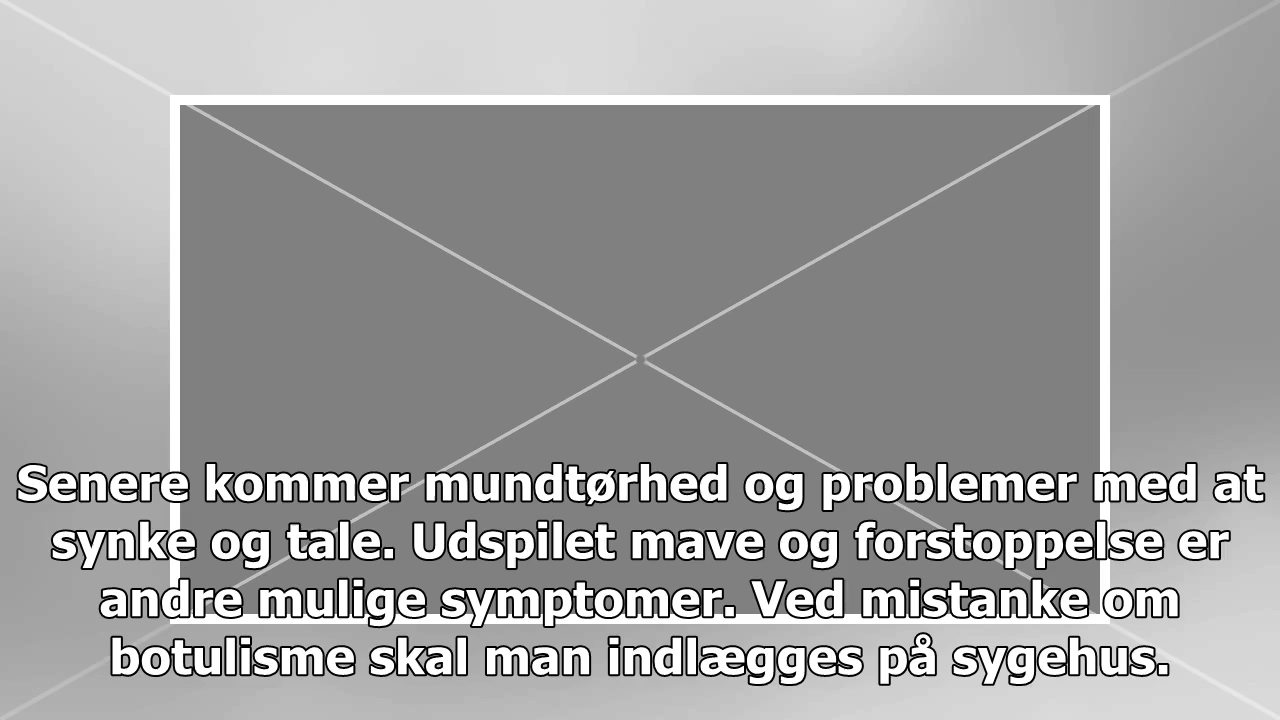 Senere kommer mundtørhed og problemer med at
synke og tale. Udspilet mave og forstoppelse er
andre mulige symptomer. Ved mistanke om
botulisme skal man indlægges på sygehus.